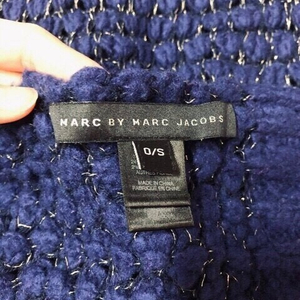 MARC BY MARC JACOBS
O/S
MADE IN CHINA
FABRIQUÉ EN CHINE